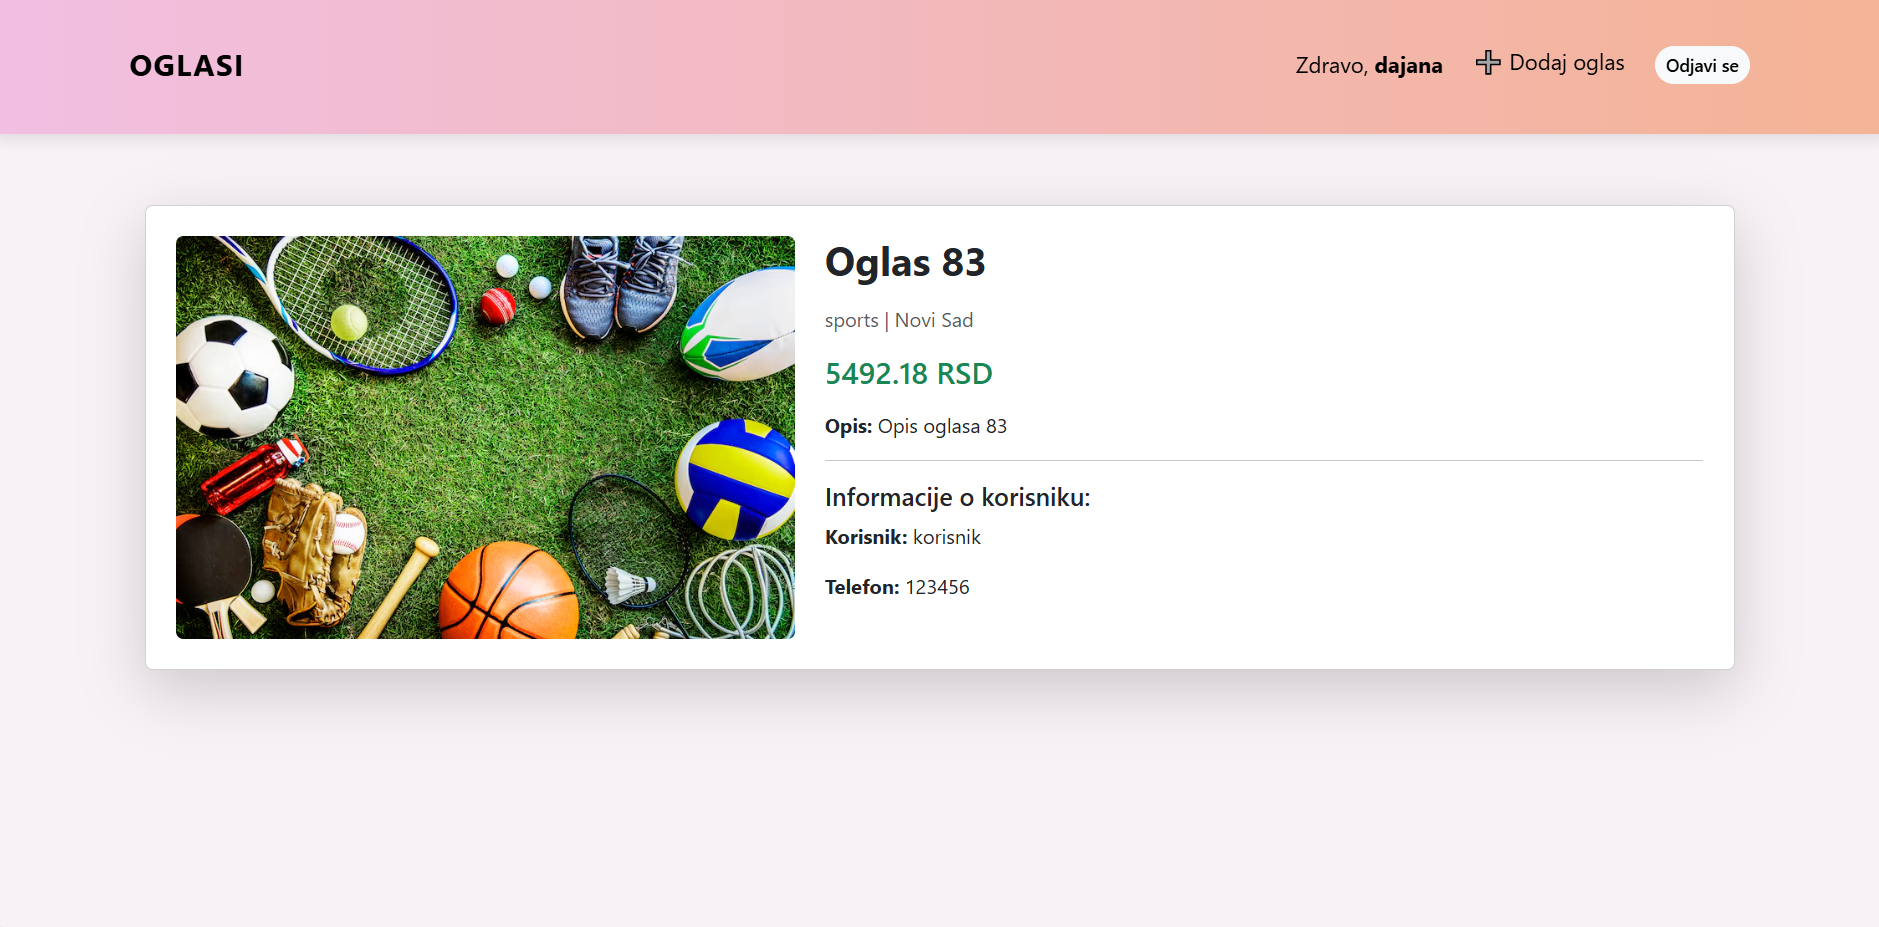 OGLASI
Zdravo, dajana
Dodaj oglas
Odjavi se
Oglas 83
sports | Novi Sad
5492.18 RSD
Opis: Opis oglasa 83
Informacije o korisniku:
Korisnik: korisnik
Telefon: 123456